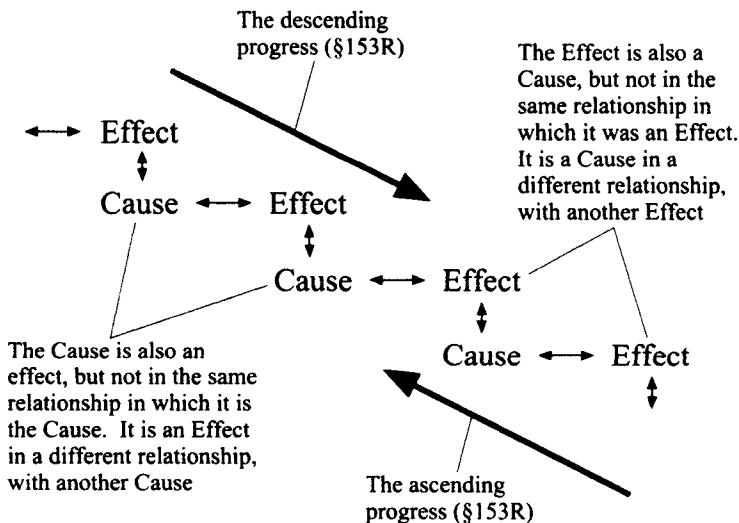 The descending
progress (§153R)
The Effect is also a
Cause, but not in the
same relationship in
which it was an Effect.
It is a Cause in a
different relationship,
with another Effect
Effect
Cause
Effect
Cause
Effect
Cause
Effect
The Cause is also an
effect, but not in the same
relationship in which it is
the Cause. It is an Effect
in a different relationship,
with another Cause
The ascending
progress (§153R)